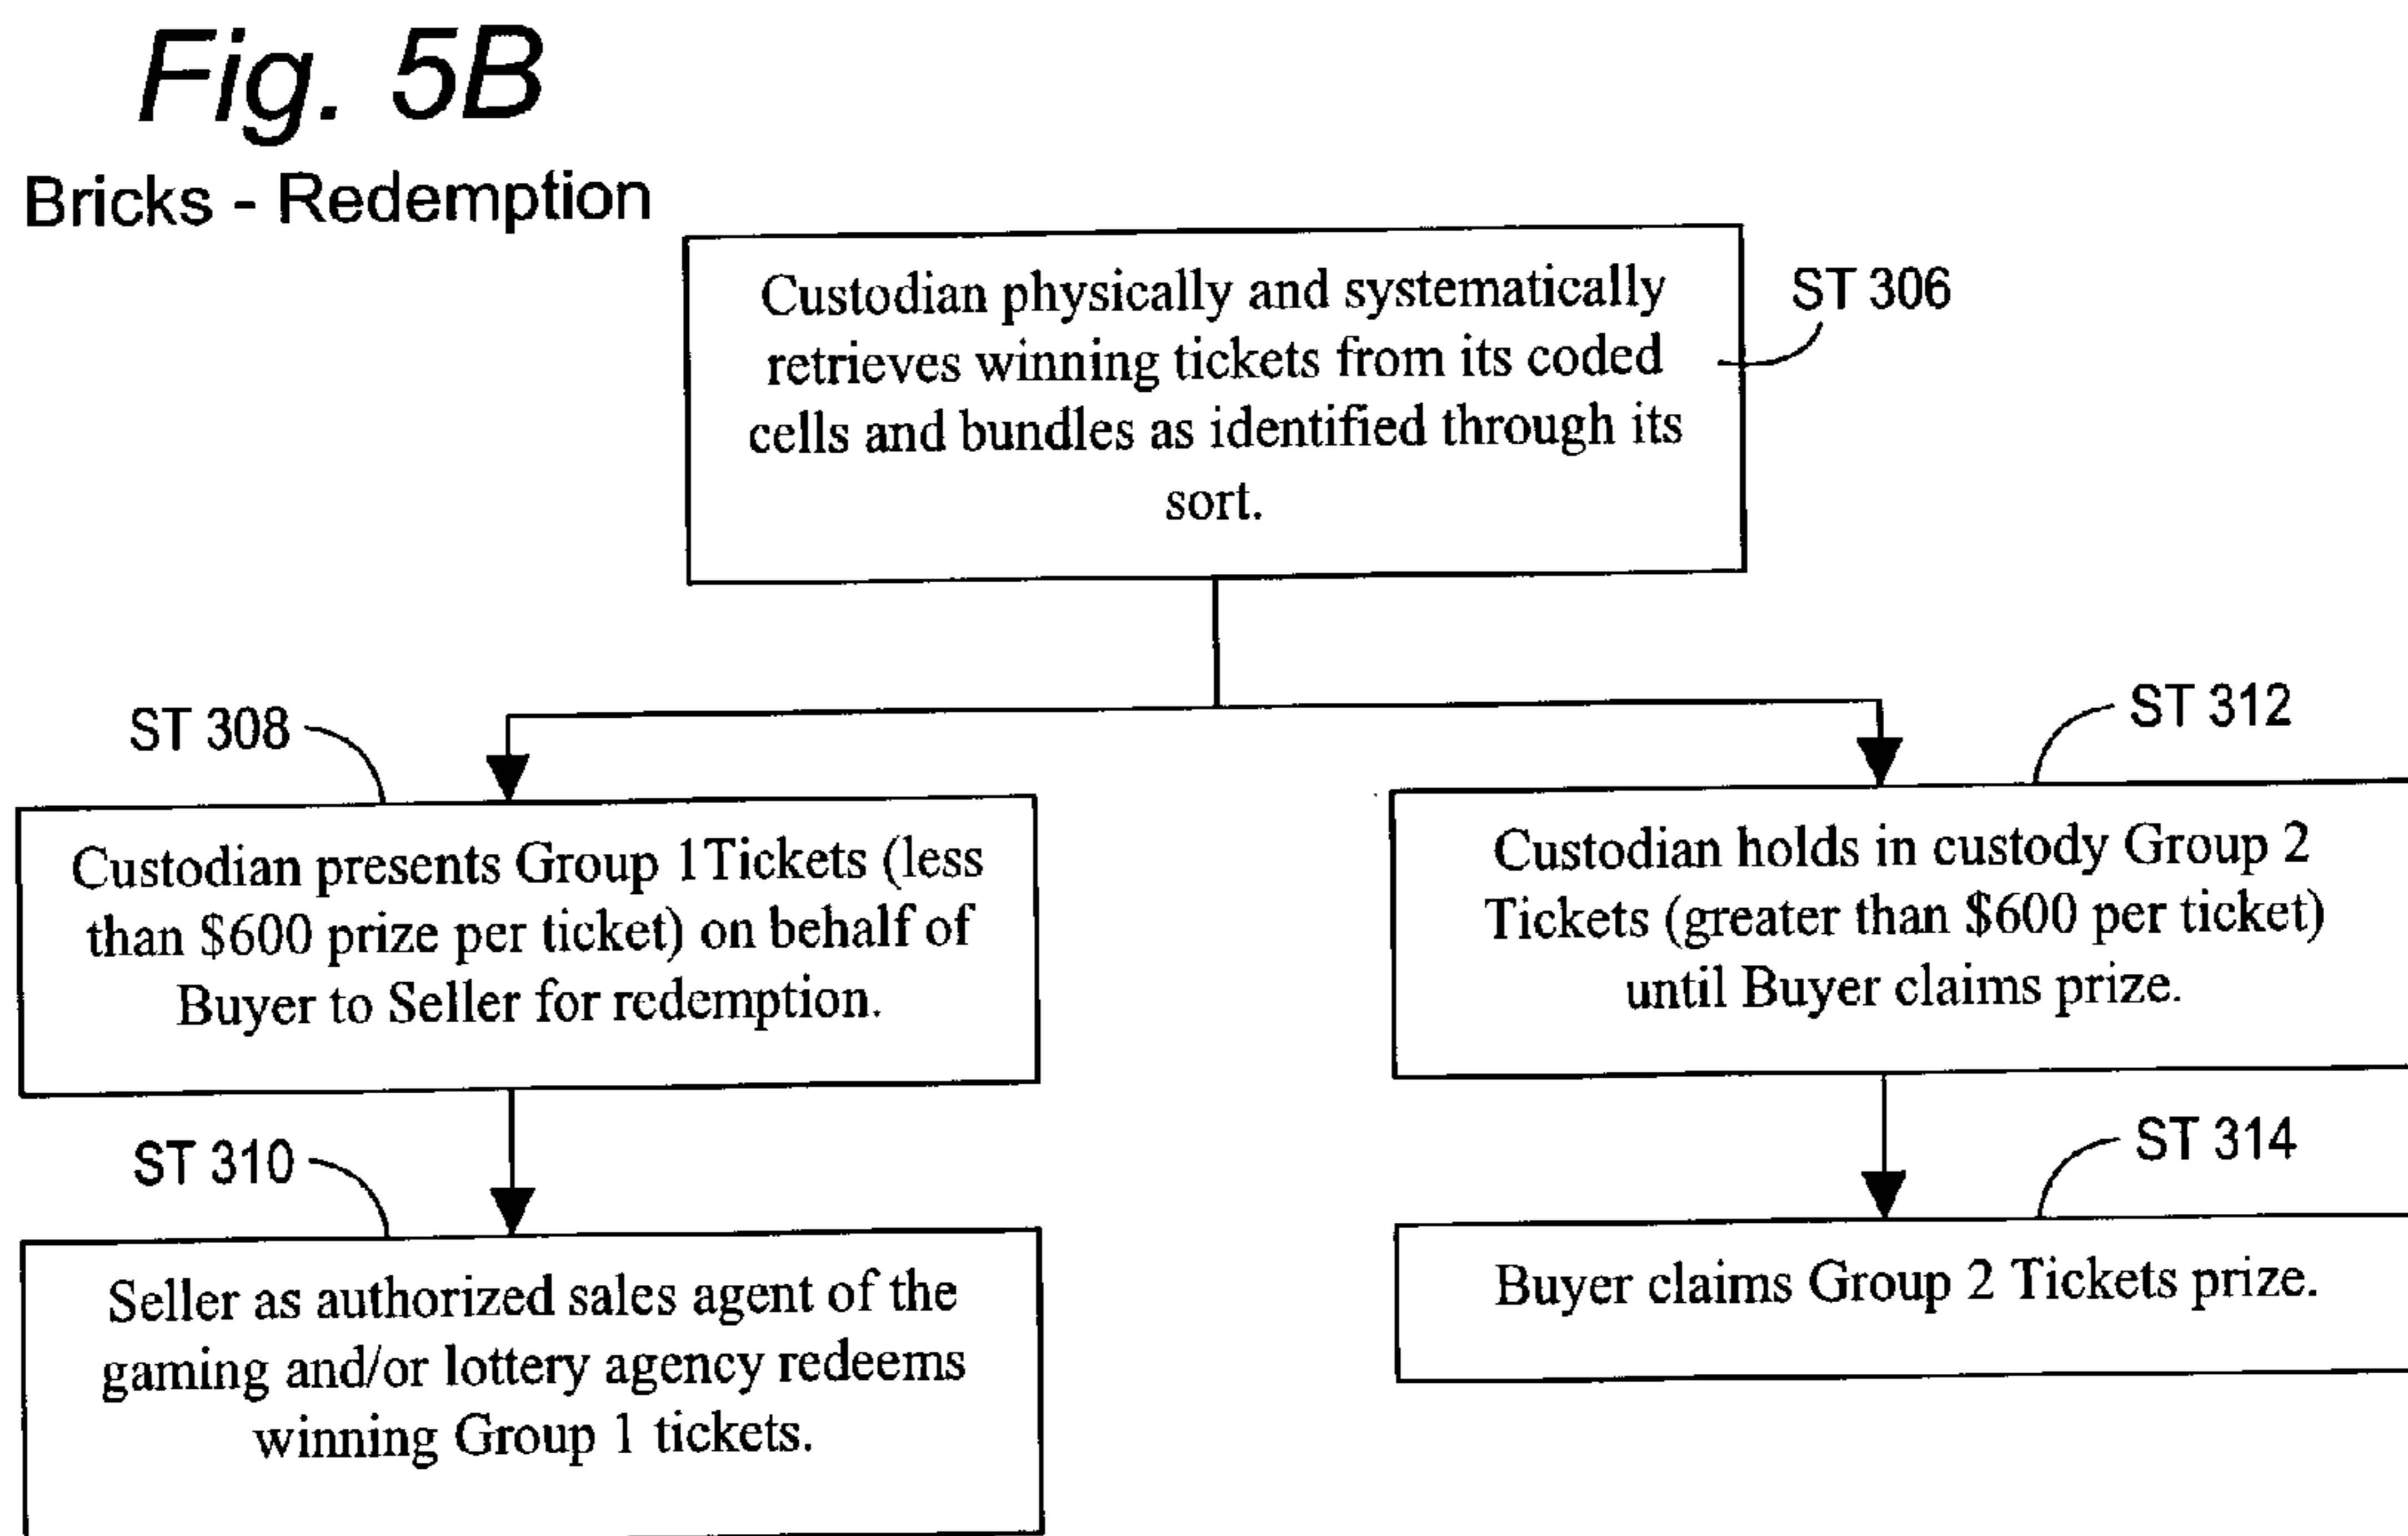 Fig. 5B
Bricks - Redemption
Custodian physically and systematically
retrieves winning tickets from its coded
cells and bundles as identified through its
sort.
ST 306
ST 308
Custodian presents Group 1Tickets (less
than $600 prize per ticket) on behalf of
Buyer to Seller for redemption.
ST 312
Custodian holds in custody Group 2
Tickets (greater than $600 per ticket)
until Buyer claims prize.
ST 310
Seller as authorized sales agent of the
gaming and/or lottery agency redeems
winning Group 1 tickets.
ST 314
Buyer claims Group 2 Tickets prize.